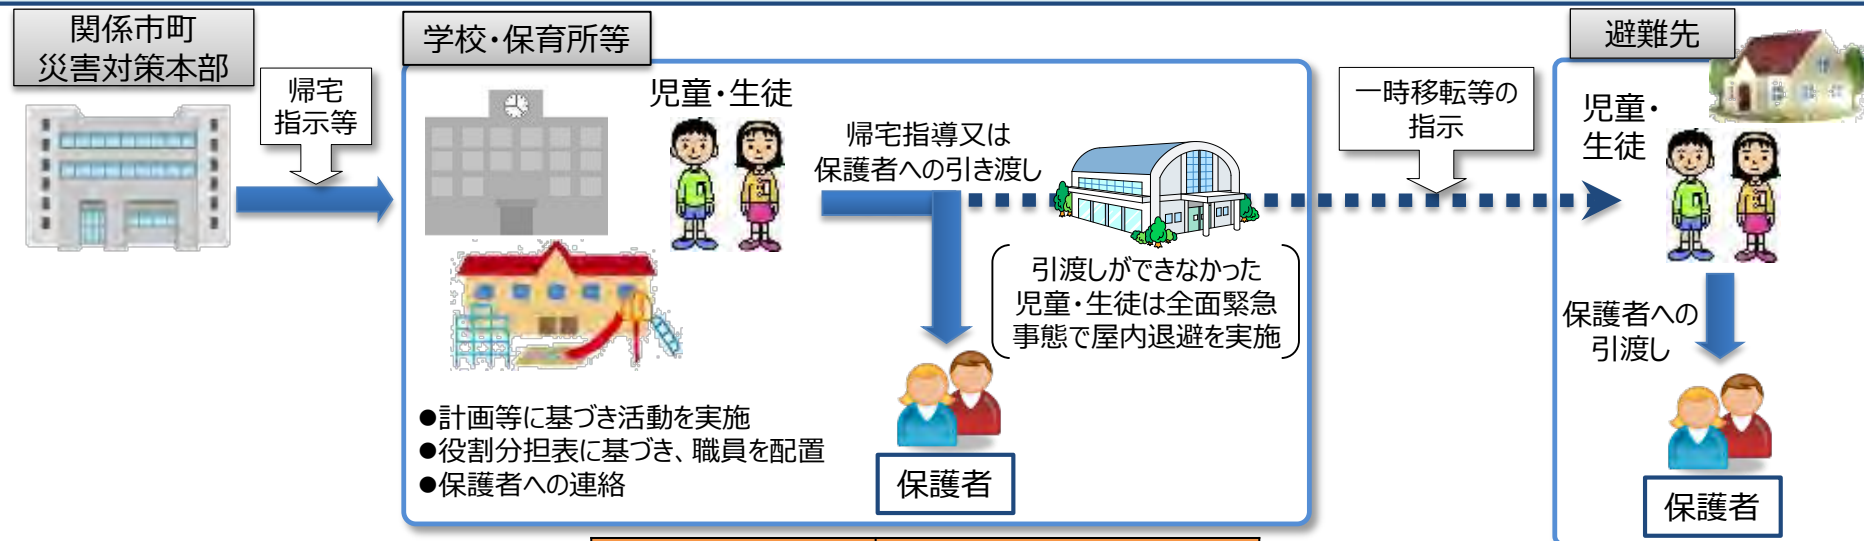 関係市町
災害対策本部
帰宅
指示等
学校・保育所等
児童・生徒
帰宅指導又は
保護者への引き渡し
引渡しができなかった
児童・生徒は全面緊急
事態で屋内退避を実施
●計画等に基づき活動を実施
●役割分担表に基づき、職員を配置
●保護者への連絡
保護者
一時移転等の
指示
避難先
児童・
生徒
保護者への
引渡し
保護者